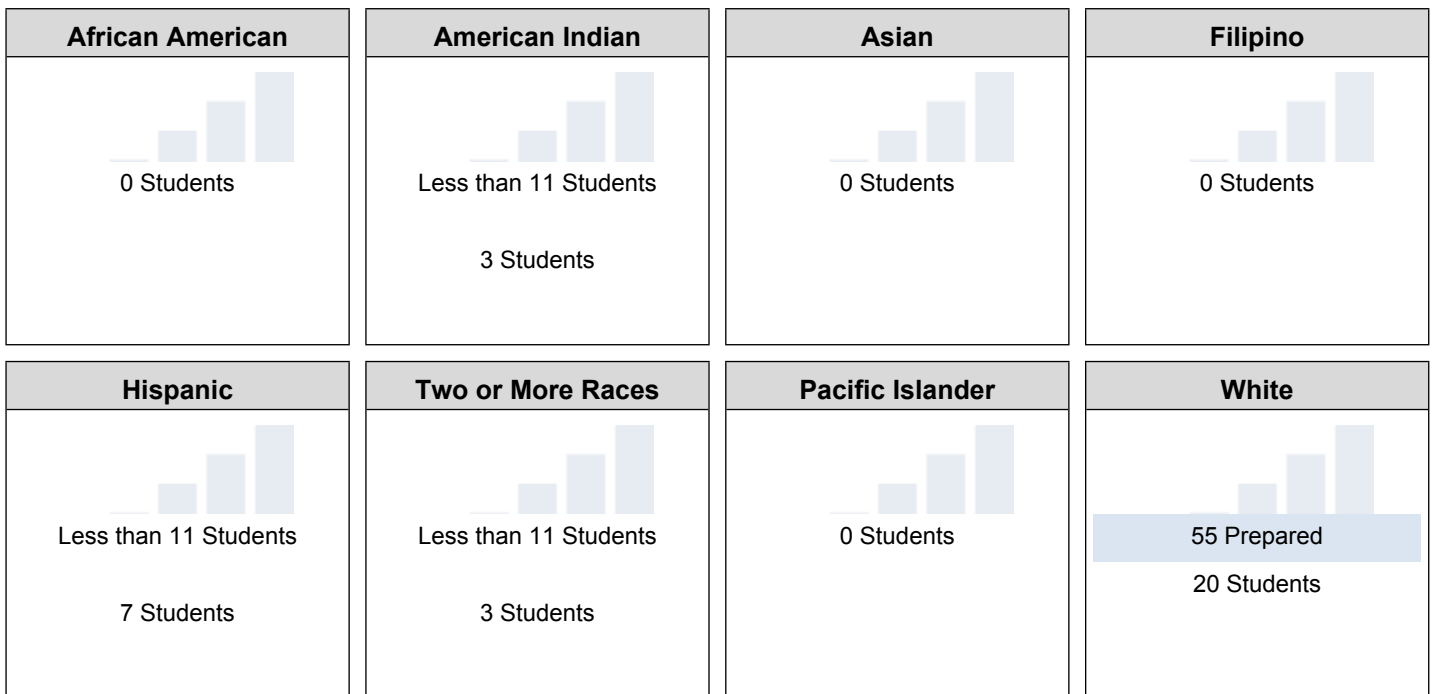 African American
American Indian
Asian
Filipino
0 Students
Less than 11 Students
0 Students
0 Students
3 Students
Hispanic
Two or More Races
Pacific Islander
White
Less than 11 Students
Less than 11 Students
0 Students
55 Prepared
20 Students
7 Students
3 Students